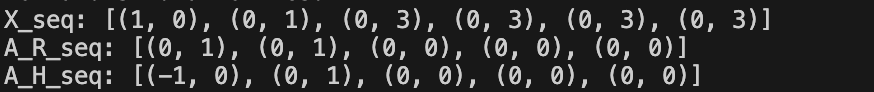 X_seq: [(1, 0), (0, 1), (0, 3), (0, 3), (0, 3), (0, 3)]
A_R_seq: [(0, 1), (0, 1), (0, 0), (0, 0), (0, 0)]
A_H_seq: [(-1, 0), (0, 1), (0, 0), (0, 0), (0, 0)]